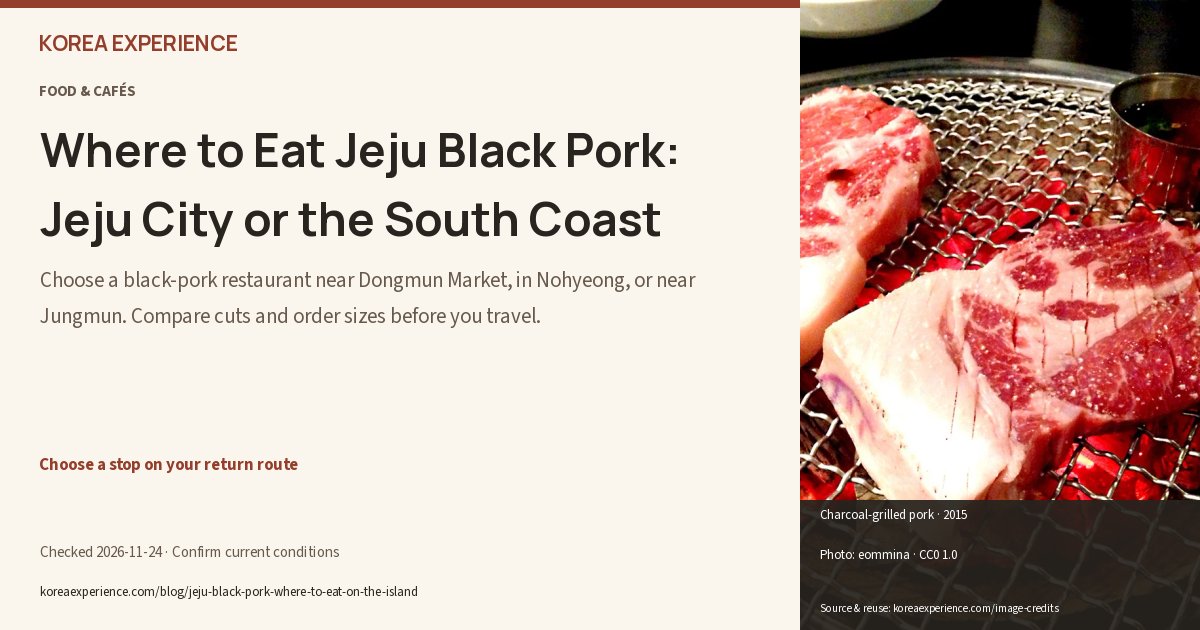 KOREA EXPERIENCE
FOOD & CAFÉS
Where to Eat Jeju Black Pork:
Jeju City or the South Coast
Choose a black-pork restaurant near Dongmun Market, in Nohyeong, or near
Jungmun. Compare cuts and order sizes before you travel.
Choose a stop on your return route
Checked 2026-11-24 · Confirm current conditions
koreaexperience.com/blog/jeju-black-pork-where-to-eat-on-the-island
Charcoal-grilled pork · 2015
Photo: eommina · CC0 1.0
Source & reuse: koreaexperience.com/image-credits